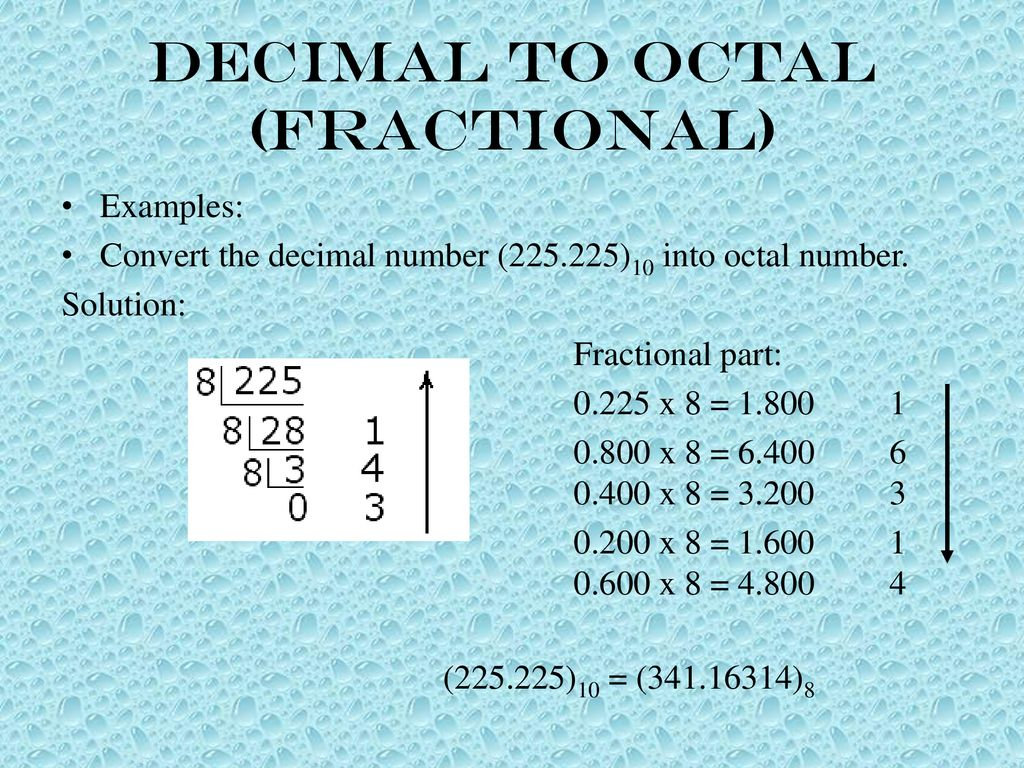 DECIMAL TO OCTAL
(FRACTIONAL)
• Examples:
• Convert the decimal number (225.225)₁₀ into octal number.
Solution:
8 225
8 28 1
8 3 4
0 3
Fractional part:
0.225 x 8 = 1.800 1
0.800 x 8 = 6.400 6
0.400 x 8 = 3.200 3
0.200 x 8 = 1.600 1
0.600 x 8 = 4.800 4
(225.225)₁₀ = (341.16314)₈